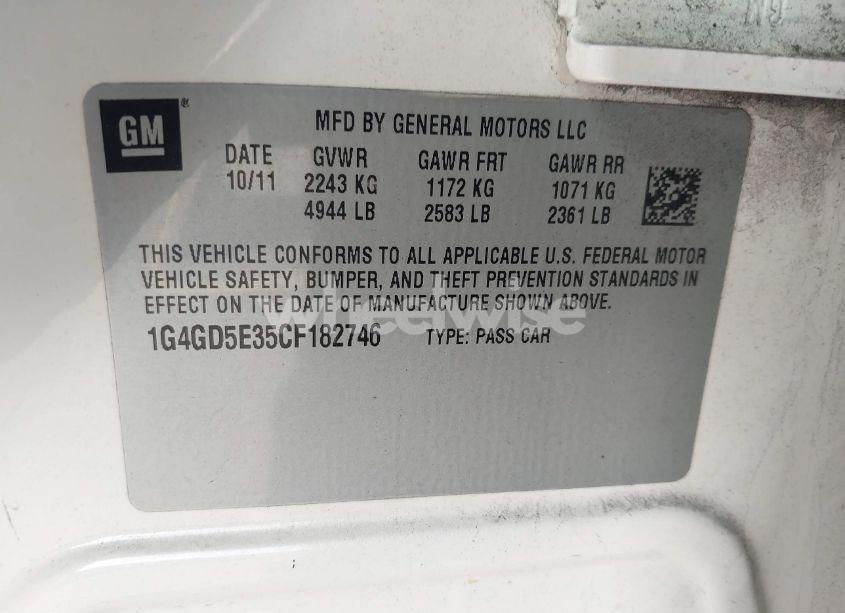 GM
GM®
MFD BY GENERAL MOTORS LLC
DATE GVWR GAWR FRT GAWR RR
10/11 2243 KG 1172 KG 1071 KG
4944 LB 2583 LB 2361 LB
THIS VEHICLE CONFORMS TO ALL APPLICABLE U.S. FEDERAL MOTOR
VEHICLE SAFETY, BUMPER, AND THEFT PREVENTION STANDARDS IN
EFFECT ON THE DATE OF MANUFACTURE SHOWN ABOVE.
wheelwise
1G4GD5E35CF182746 TYPE: PASS CAR